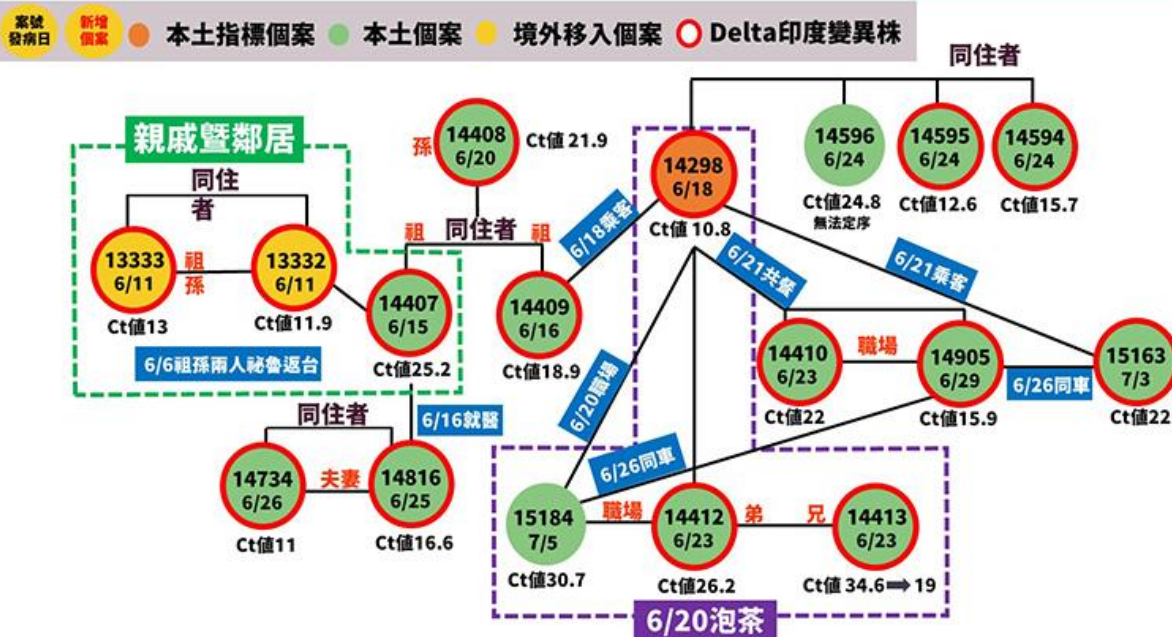 案號
發病日
新增
個案
本土指標個案
本土個案
境外移入個案
Delta印度變異株
同住者
14596
6/24
Ct值24.8
無法定序
14595
6/24
Ct值12.6
14594
6/24
Ct值15.7
14298
6/18
Ct值 10.8
孫
14408
6/20
Ct值 21.9
親戚暨鄰居
同住
者
13333
6/11
Ct值13
祖
孫
13332
6/11
Ct值11.9
6/6祖孫兩人祕魯返台
祖
同住者
祖
14407
6/15
Ct值25.2
14409
6/16
Ct值18.9
6/18乘客
6/21共餐
6/21乘客
14410
6/23
Ct值22
職場
14905
6/29
Ct值15.9
6/26同車
15163
7/3
Ct值22
6/20職場
6/16就醫
同住者
14734
6/26
Ct值11
夫妻
14816
6/25
Ct值16.6
6/26同車
15184
7/5
Ct值30.7
職場
14412
6/23
Ct值26.2
弟
兄
14413
6/23
Ct值 34.6➡19
6/20泡茶